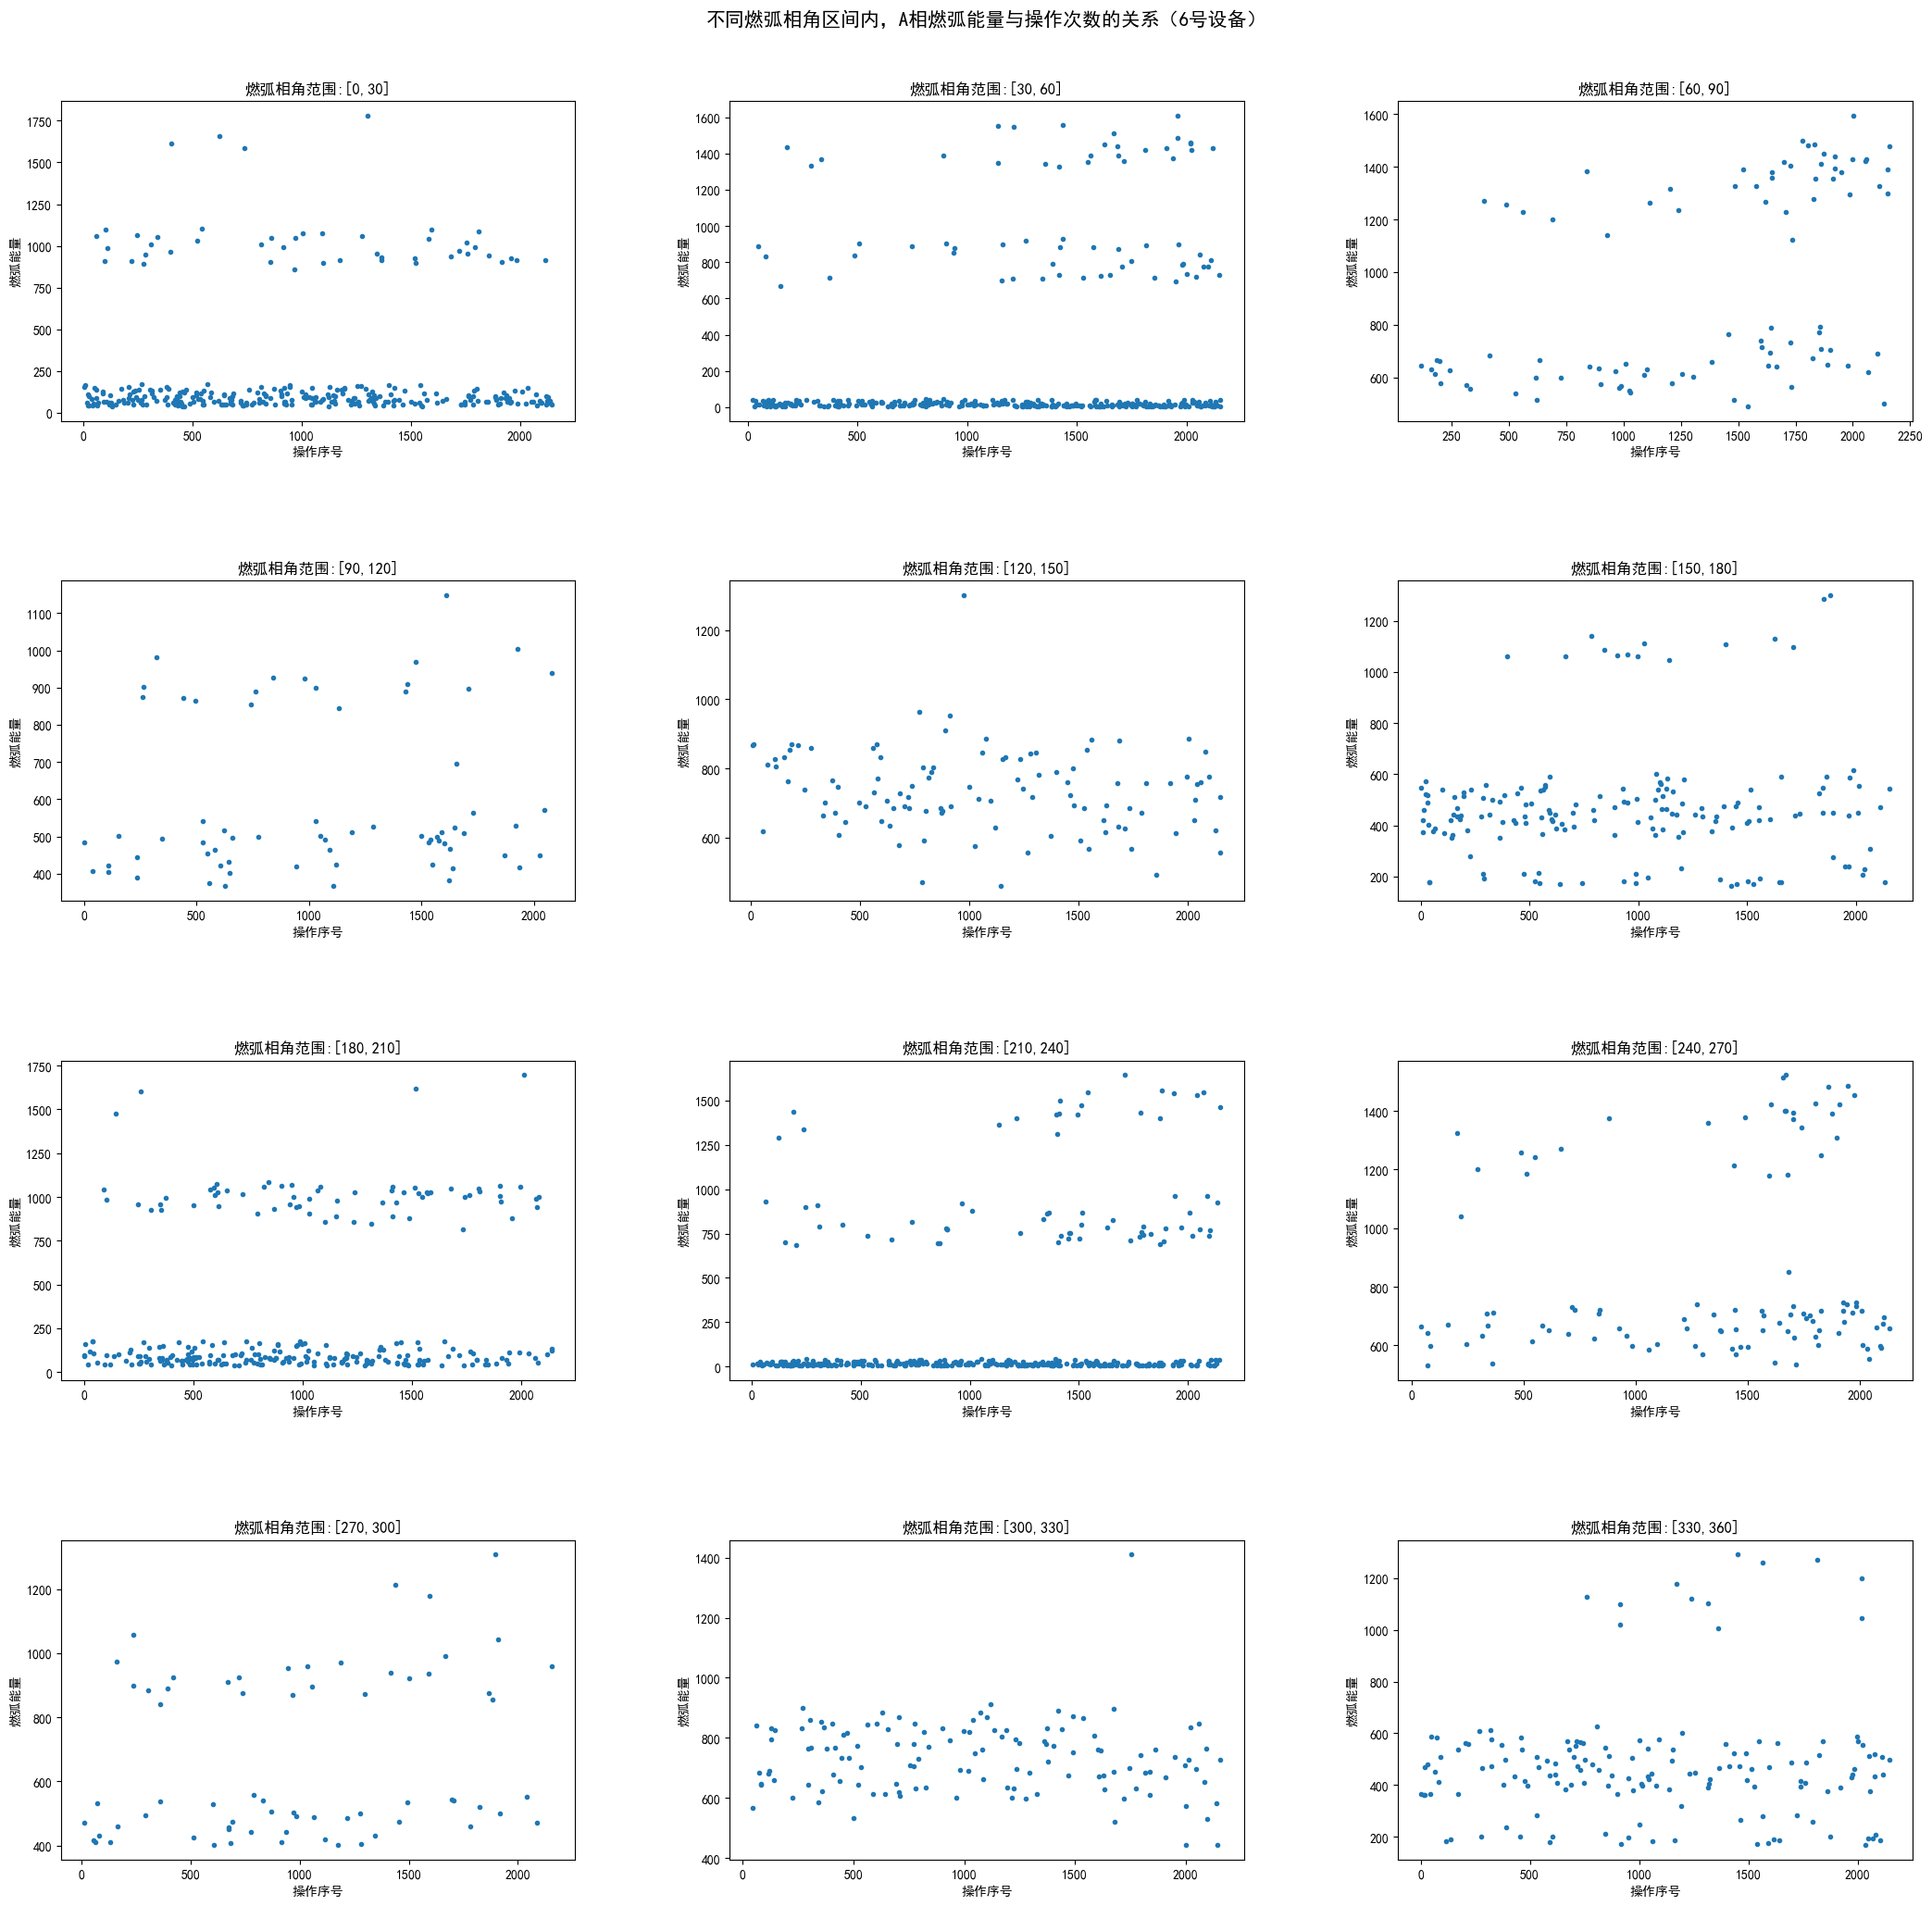 不同燃弧相角区间内，A相燃弧能量与操作次数的关系（6号设备）
燃弧相角范围:[0,30]
燃弧能量
1750
1500
1250
1000
750
500
250
0
0 500 1000 1500 2000
操作序号
燃弧相角范围:[30,60]
燃弧能量
1600
1400
1200
1000
800
600
400
200
0
0 500 1000 1500 2000
操作序号
燃弧相角范围:[60,90]
燃弧能量
1600
1400
1200
1000
800
600
250 500 750 1000 1250 1500 1750 2000 2250
操作序号
燃弧相角范围:[90,120]
燃弧能量
1100
1000
900
800
700
600
500
400
0 500 1000 1500 2000
操作序号
燃弧相角范围:[120,150]
燃弧能量
1200
1000
800
600
0 500 1000 1500 2000
操作序号
燃弧相角范围:[150,180]
燃弧能量
1200
1000
800
600
400
200
0 500 1000 1500 2000
操作序号
燃弧相角范围:[180,210]
燃弧能量
1750
1500
1250
1000
750
500
250
0
0 500 1000 1500 2000
操作序号
燃弧相角范围:[210,240]
燃弧能量
1500
1250
1000
750
500
250
0
0 500 1000 1500 2000
操作序号
燃弧相角范围:[240,270]
燃弧能量
1400
1200
1000
800
600
0 500 1000 1500 2000
操作序号
燃弧相角范围:[270,300]
燃弧能量
1200
1000
800
600
400
0 500 1000 1500 2000
操作序号
燃弧相角范围:[300,330]
燃弧能量
1400
1200
1000
800
600
400
0 500 1000 1500 2000
操作序号
燃弧相角范围:[330,360]
燃弧能量
1200
1000
800
600
400
200
0 500 1000 1500 2000
操作序号